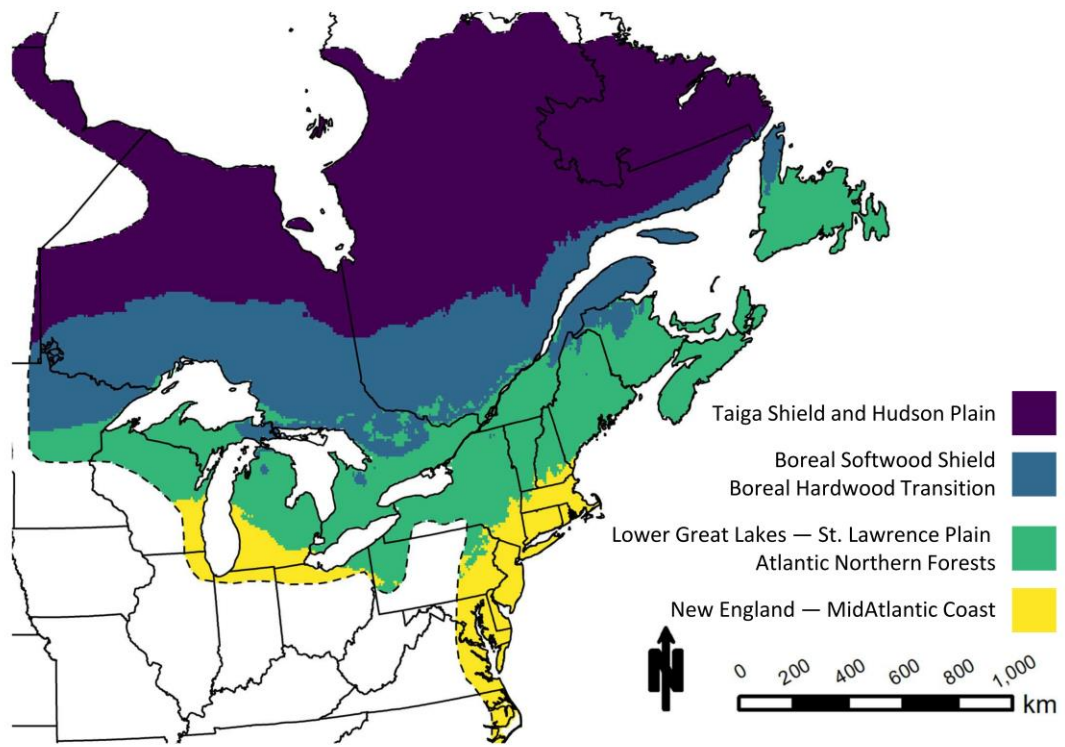 Taiga Shield and Hudson Plain
Boreal Softwood Shield
Boreal Hardwood Transition
Lower Great Lakes — St. Lawrence Plain
Atlantic Northern Forests
New England — MidAtlantic Coast
N
0 200 400 600 800 1,000
km